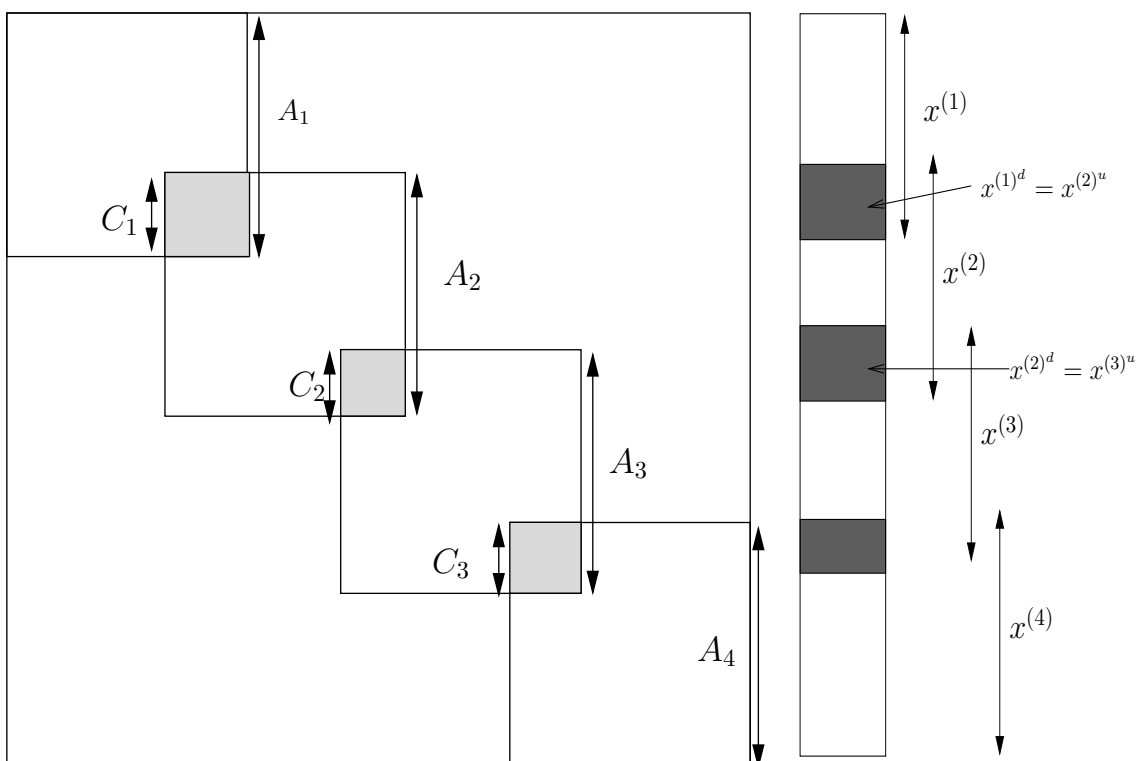 A₁
C₁
A₂
C₂
A₃
C₃
A₄
x⁽¹⁾
x⁽¹⁾ᵈ = x⁽²⁾ᵘ
x⁽²⁾
x⁽²⁾ᵈ = x⁽³⁾ᵘ
x⁽³⁾
x⁽⁴⁾